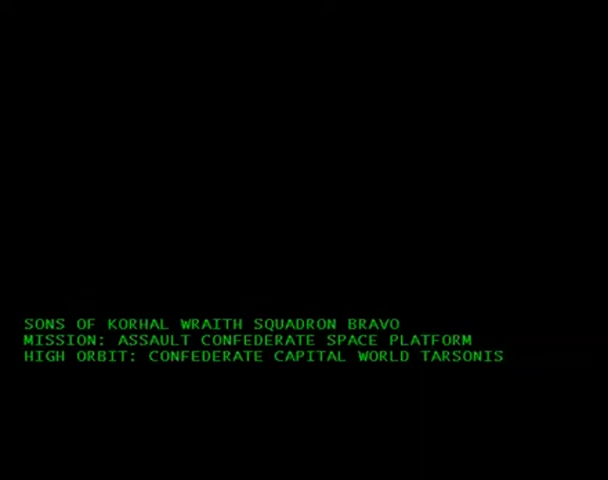 SONS OF KORHAL WRAITH SQUADRON BRAVO
MISSION: ASSAULT CONFEDERATE SPACE PLATFORM
HIGH ORBIT: CONFEDERATE CAPITAL WORLD TARSONIS